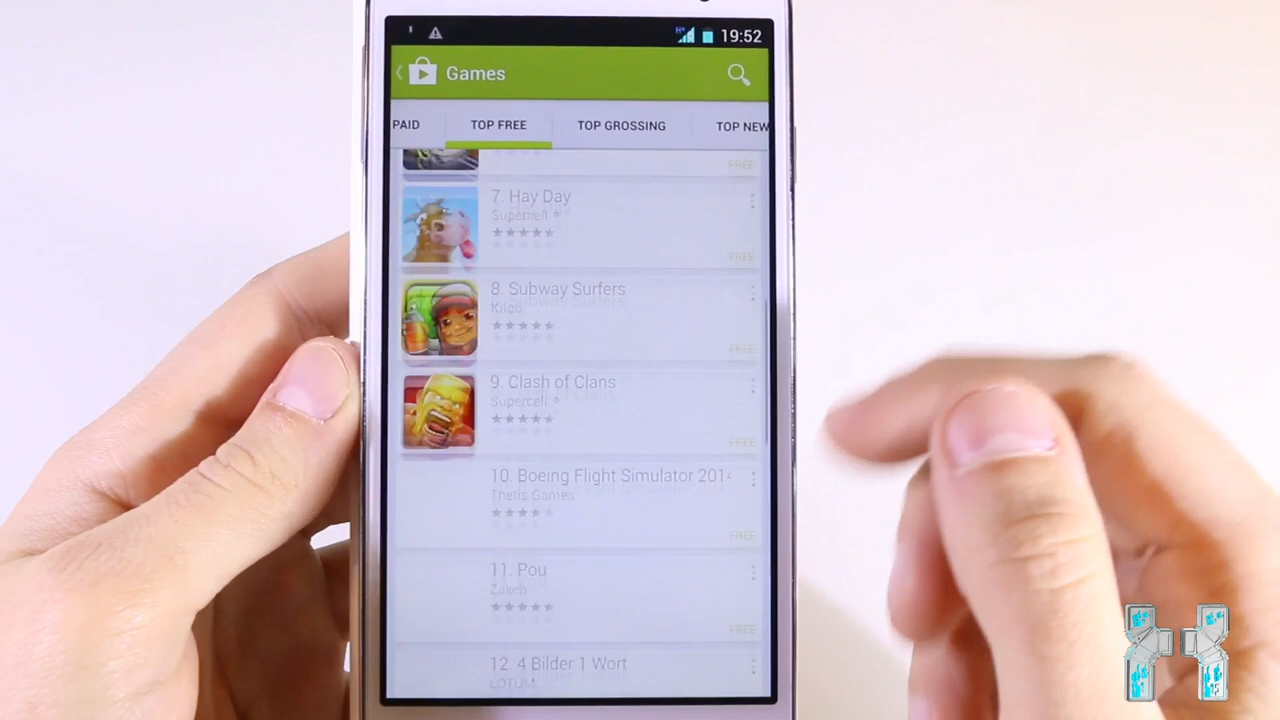 H+ 19:52
Games
PAID TOP FREE TOP GROSSING TOP NEW
FREE
7. Hay Day
Supercell
FREE
8. Subway Surfers
Kiloo
FREE
9. Clash of Clans
Supercell
FREE
10. Boeing Flight Simulator 2014
Thetis Games
FREE
11. Pou
Zakeh
FREE
12. 4 Bilder 1 Wort
LOTUM